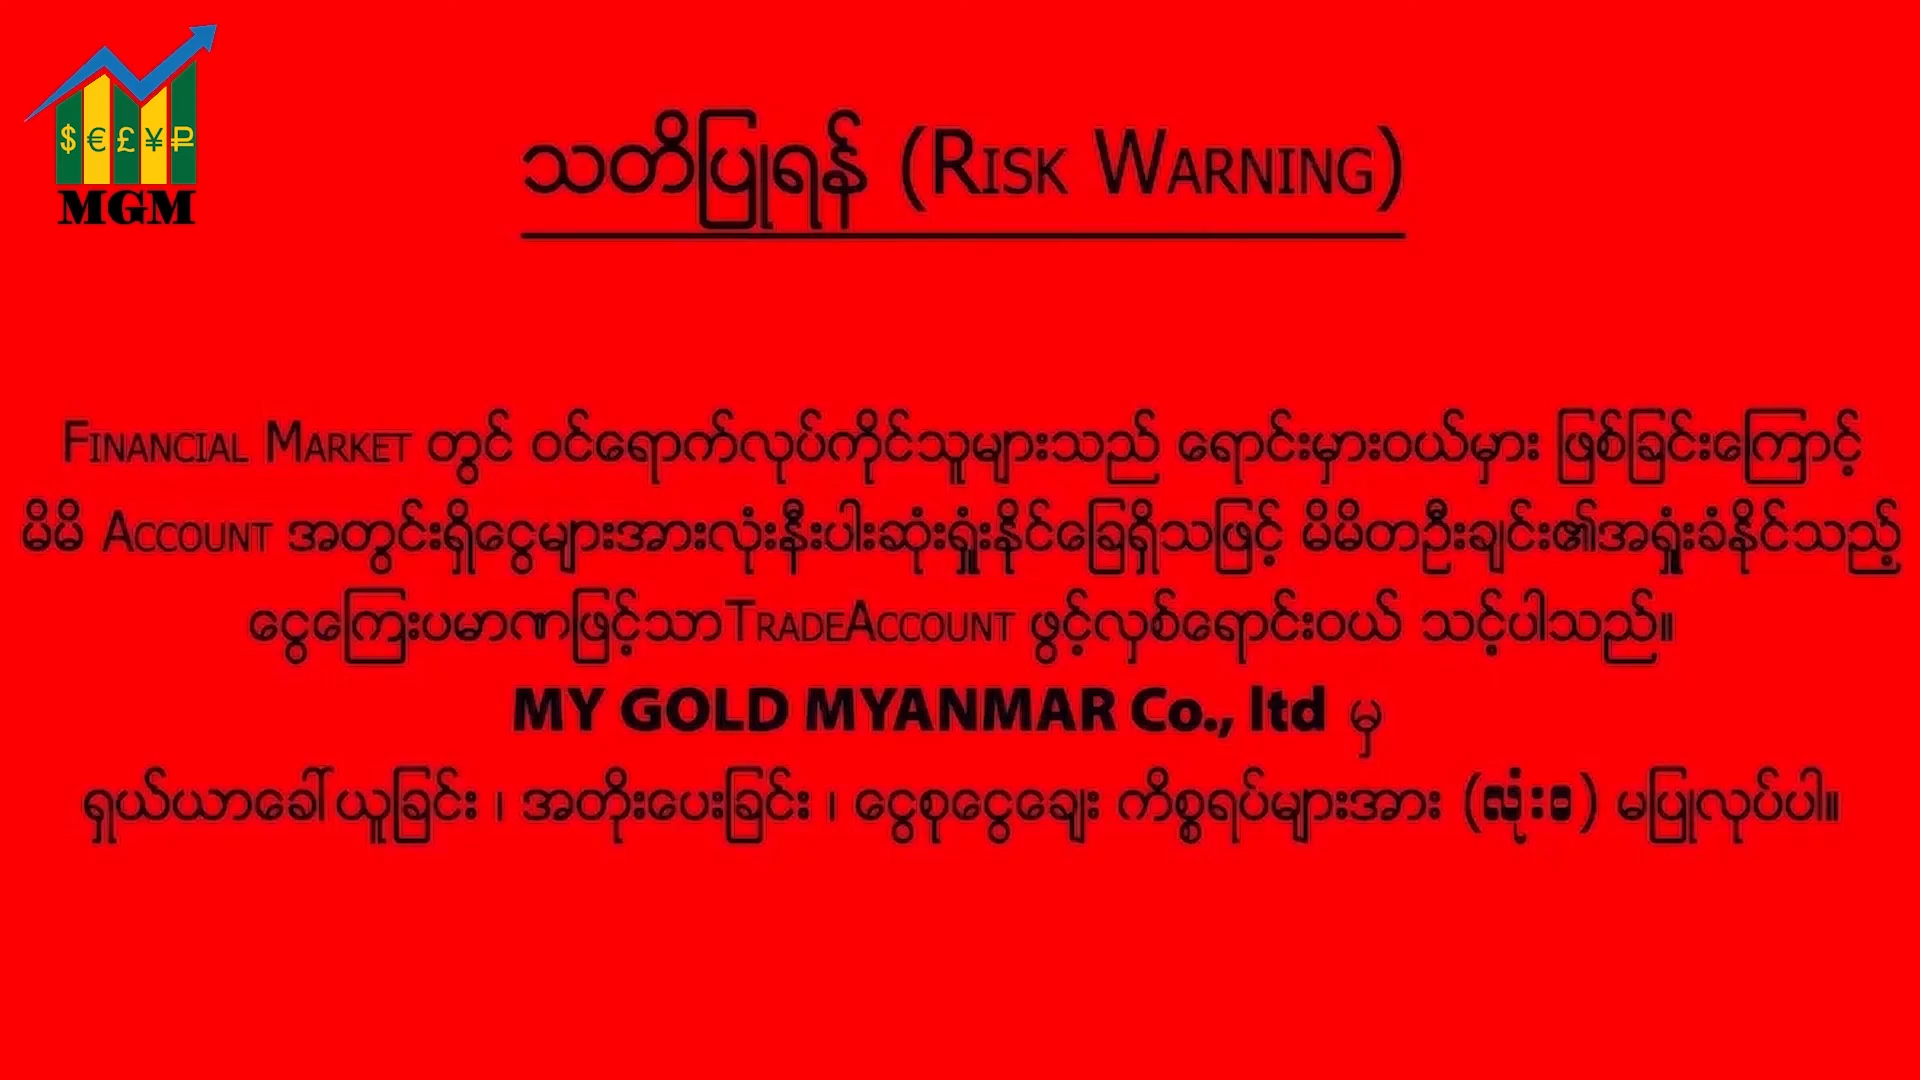 $€£¥₽
MGM
သတိပြုရန် (Risk Warning)
Financial Market တွင် ဝင်ရောက်လုပ်ကိုင်သူများသည် ရောင်းမှားဝယ်မှား ဖြစ်ခြင်းကြောင့်
မိမိ Account အတွင်းရှိငွေများအားလုံးနီးပါးဆုံးရှုံးနိုင်ခြေရှိသဖြင့် မိမိတဦးချင်း၏အရှုံးခံနိုင်သည့်
ငွေကြေးပမာဏဖြင့်သာTradeAccount ဖွင့်လှစ်ရောင်းဝယ် သင့်ပါသည်။
MY GOLD MYANMAR Co., ltd မှ
ရှယ်ယာခေါ်ယူခြင်း ၊ အတိုးပေးခြင်း ၊ ငွေစုငွေချေး ကိစ္စရပ်များအား (လုံးဝ) မပြုလုပ်ပါ။